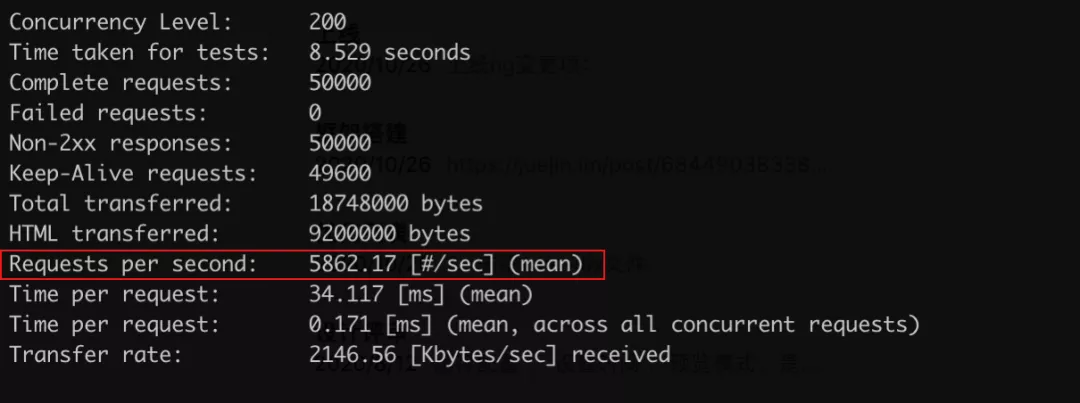 Concurrency Level: 200
Time taken for tests: 8.529 seconds
Complete requests: 50000
Failed requests: 0
Non-2xx responses: 50000
Keep-Alive requests: 49600
Total transferred: 18748000 bytes
HTML transferred: 9200000 bytes
Requests per second: 5862.17 [#/sec] (mean)
Time per request: 34.117 [ms] (mean)
Time per request: 0.171 [ms] (mean, across all concurrent requests)
Transfer rate: 2146.56 [Kbytes/sec] received